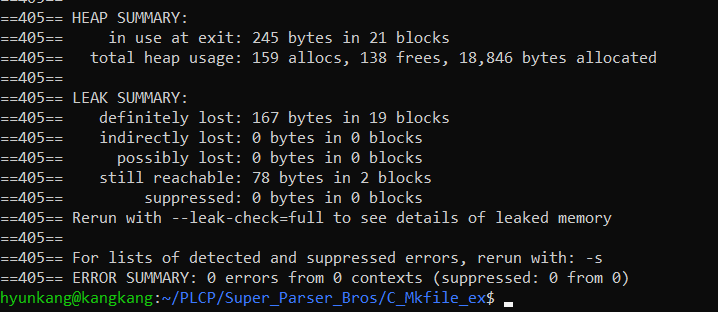 ==405== HEAP SUMMARY:
==405==     in use at exit: 245 bytes in 21 blocks
==405==   total heap usage: 159 allocs, 138 frees, 18,846 bytes allocated
==405==
==405== LEAK SUMMARY:
==405==    definitely lost: 167 bytes in 19 blocks
==405==    indirectly lost: 0 bytes in 0 blocks
==405==      possibly lost: 0 bytes in 0 blocks
==405==    still reachable: 78 bytes in 2 blocks
==405==         suppressed: 0 bytes in 0 blocks
==405== Rerun with --leak-check=full to see details of leaked memory
==405==
==405== For lists of detected and suppressed errors, rerun with: -s
==405== ERROR SUMMARY: 0 errors from 0 contexts (suppressed: 0 from 0)
hyunkang@kangkang:~/PLCP/Super_Parser_Bros/C_Mkfile_ex$